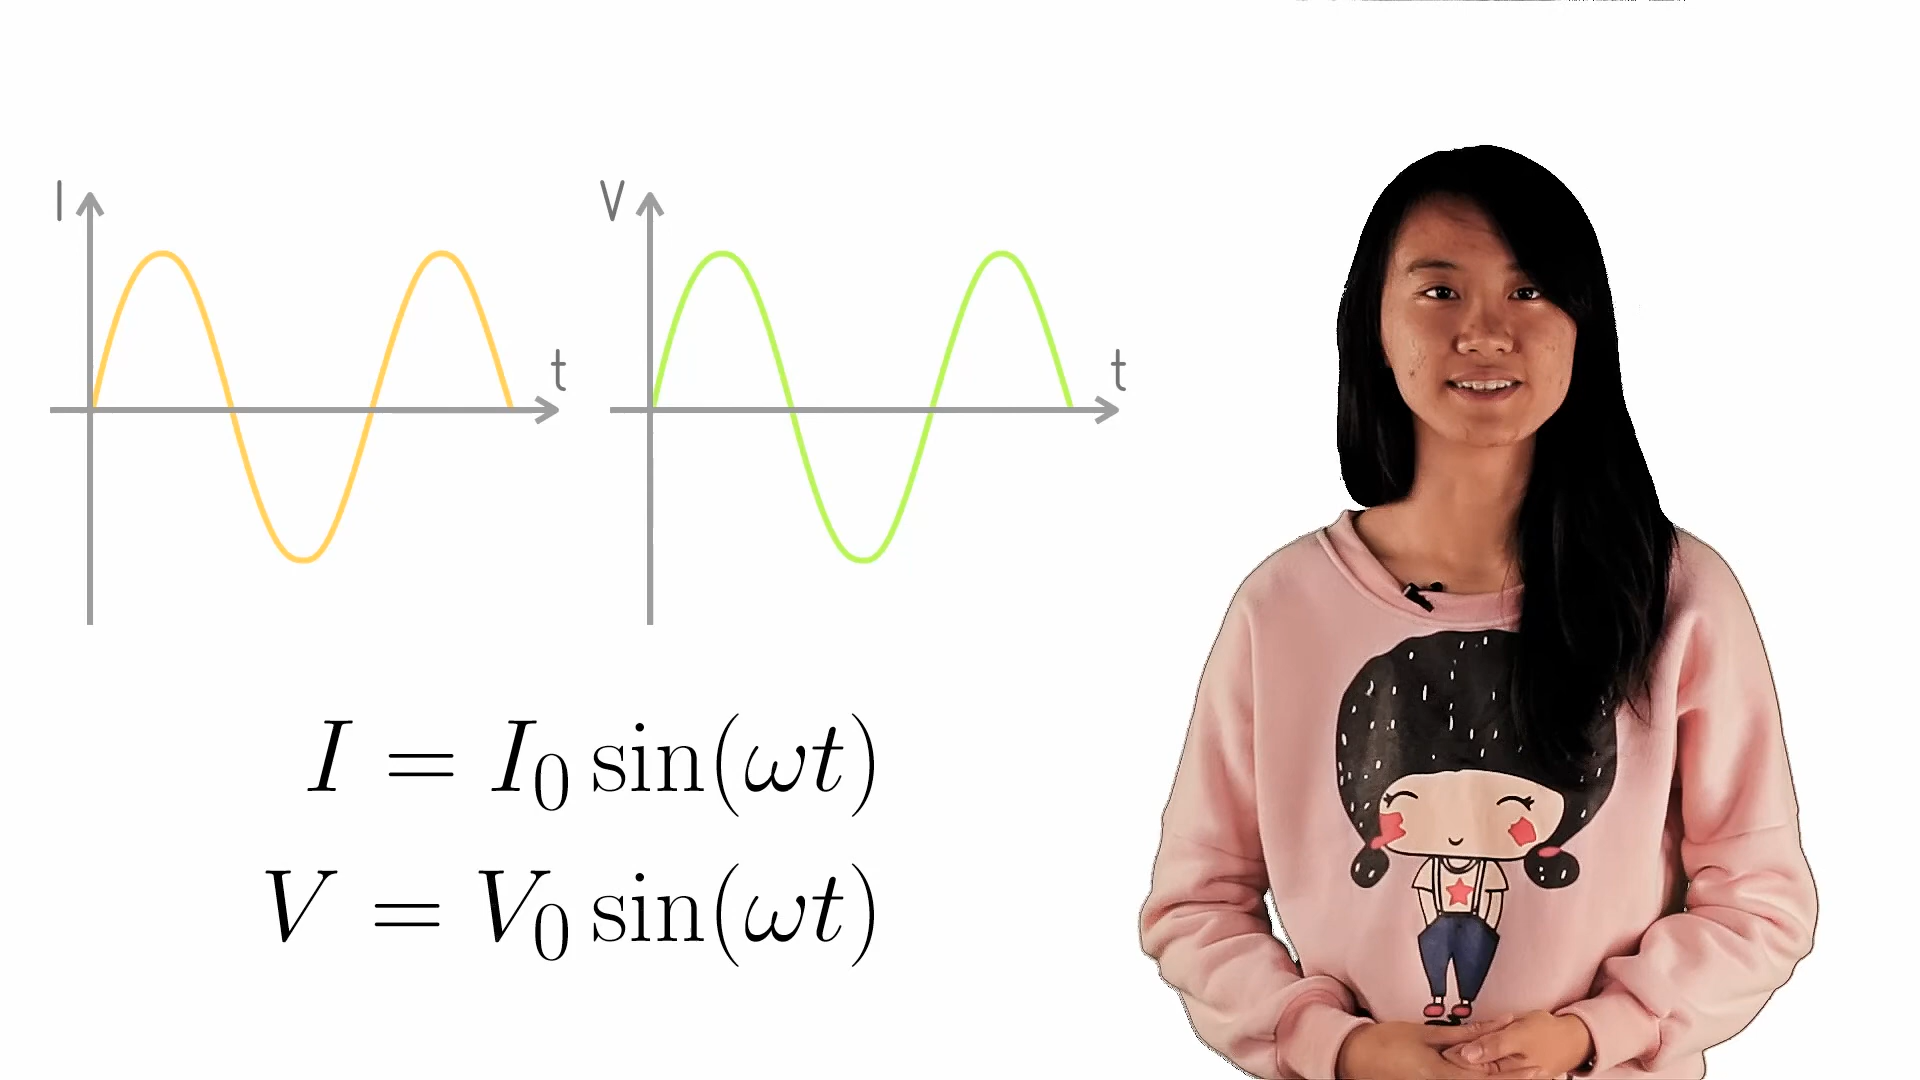 I
t
V
t
I = I₀ sin(ωt)
V = V₀ sin(ωt)